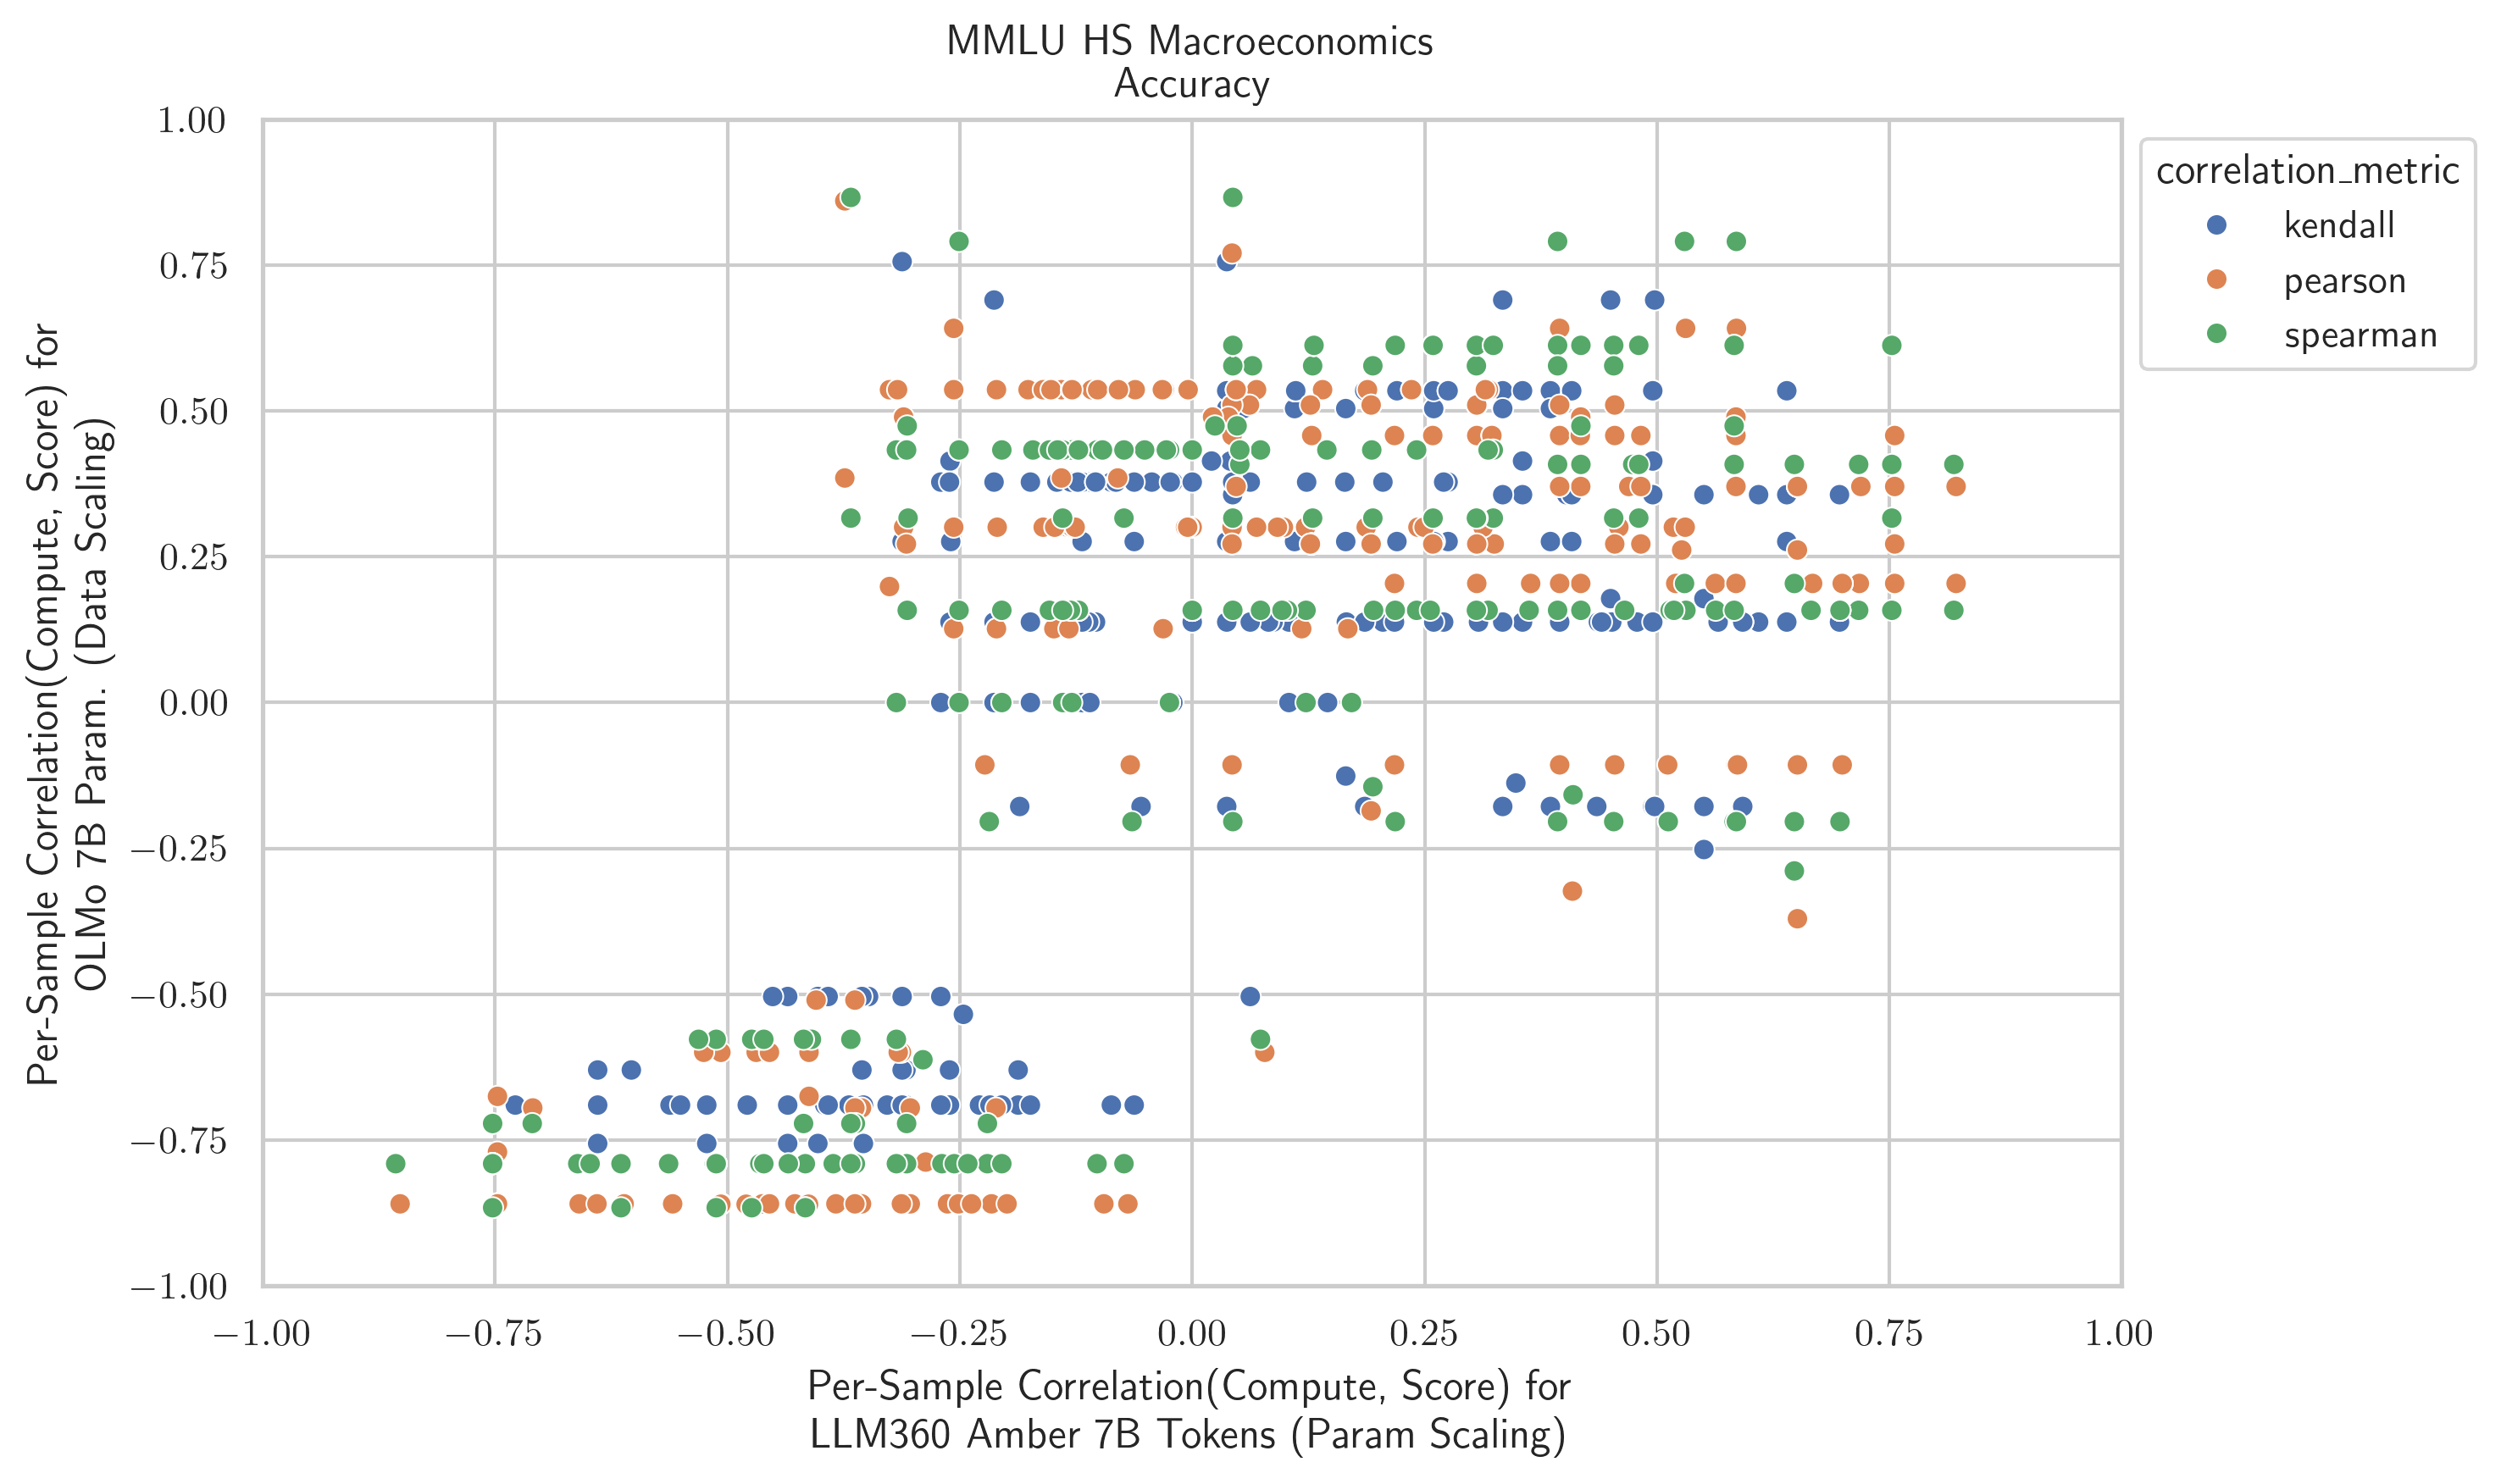 MMLU HS Macroeconomics
Accuracy
Per-Sample Correlation(Compute, Score) for
OLMo 7B Param. (Data Scaling)
1.00
0.75
0.50
0.25
0.00
−0.25
−0.50
−0.75
−1.00
−1.00 −0.75 −0.50 −0.25 0.00 0.25 0.50 0.75 1.00
Per-Sample Correlation(Compute, Score) for
LLM360 Amber 7B Tokens (Param Scaling)
correlation_metric
kendall
pearson
spearman